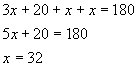 3x + 20 + x + x = 180
5x + 20 = 180
x = 32